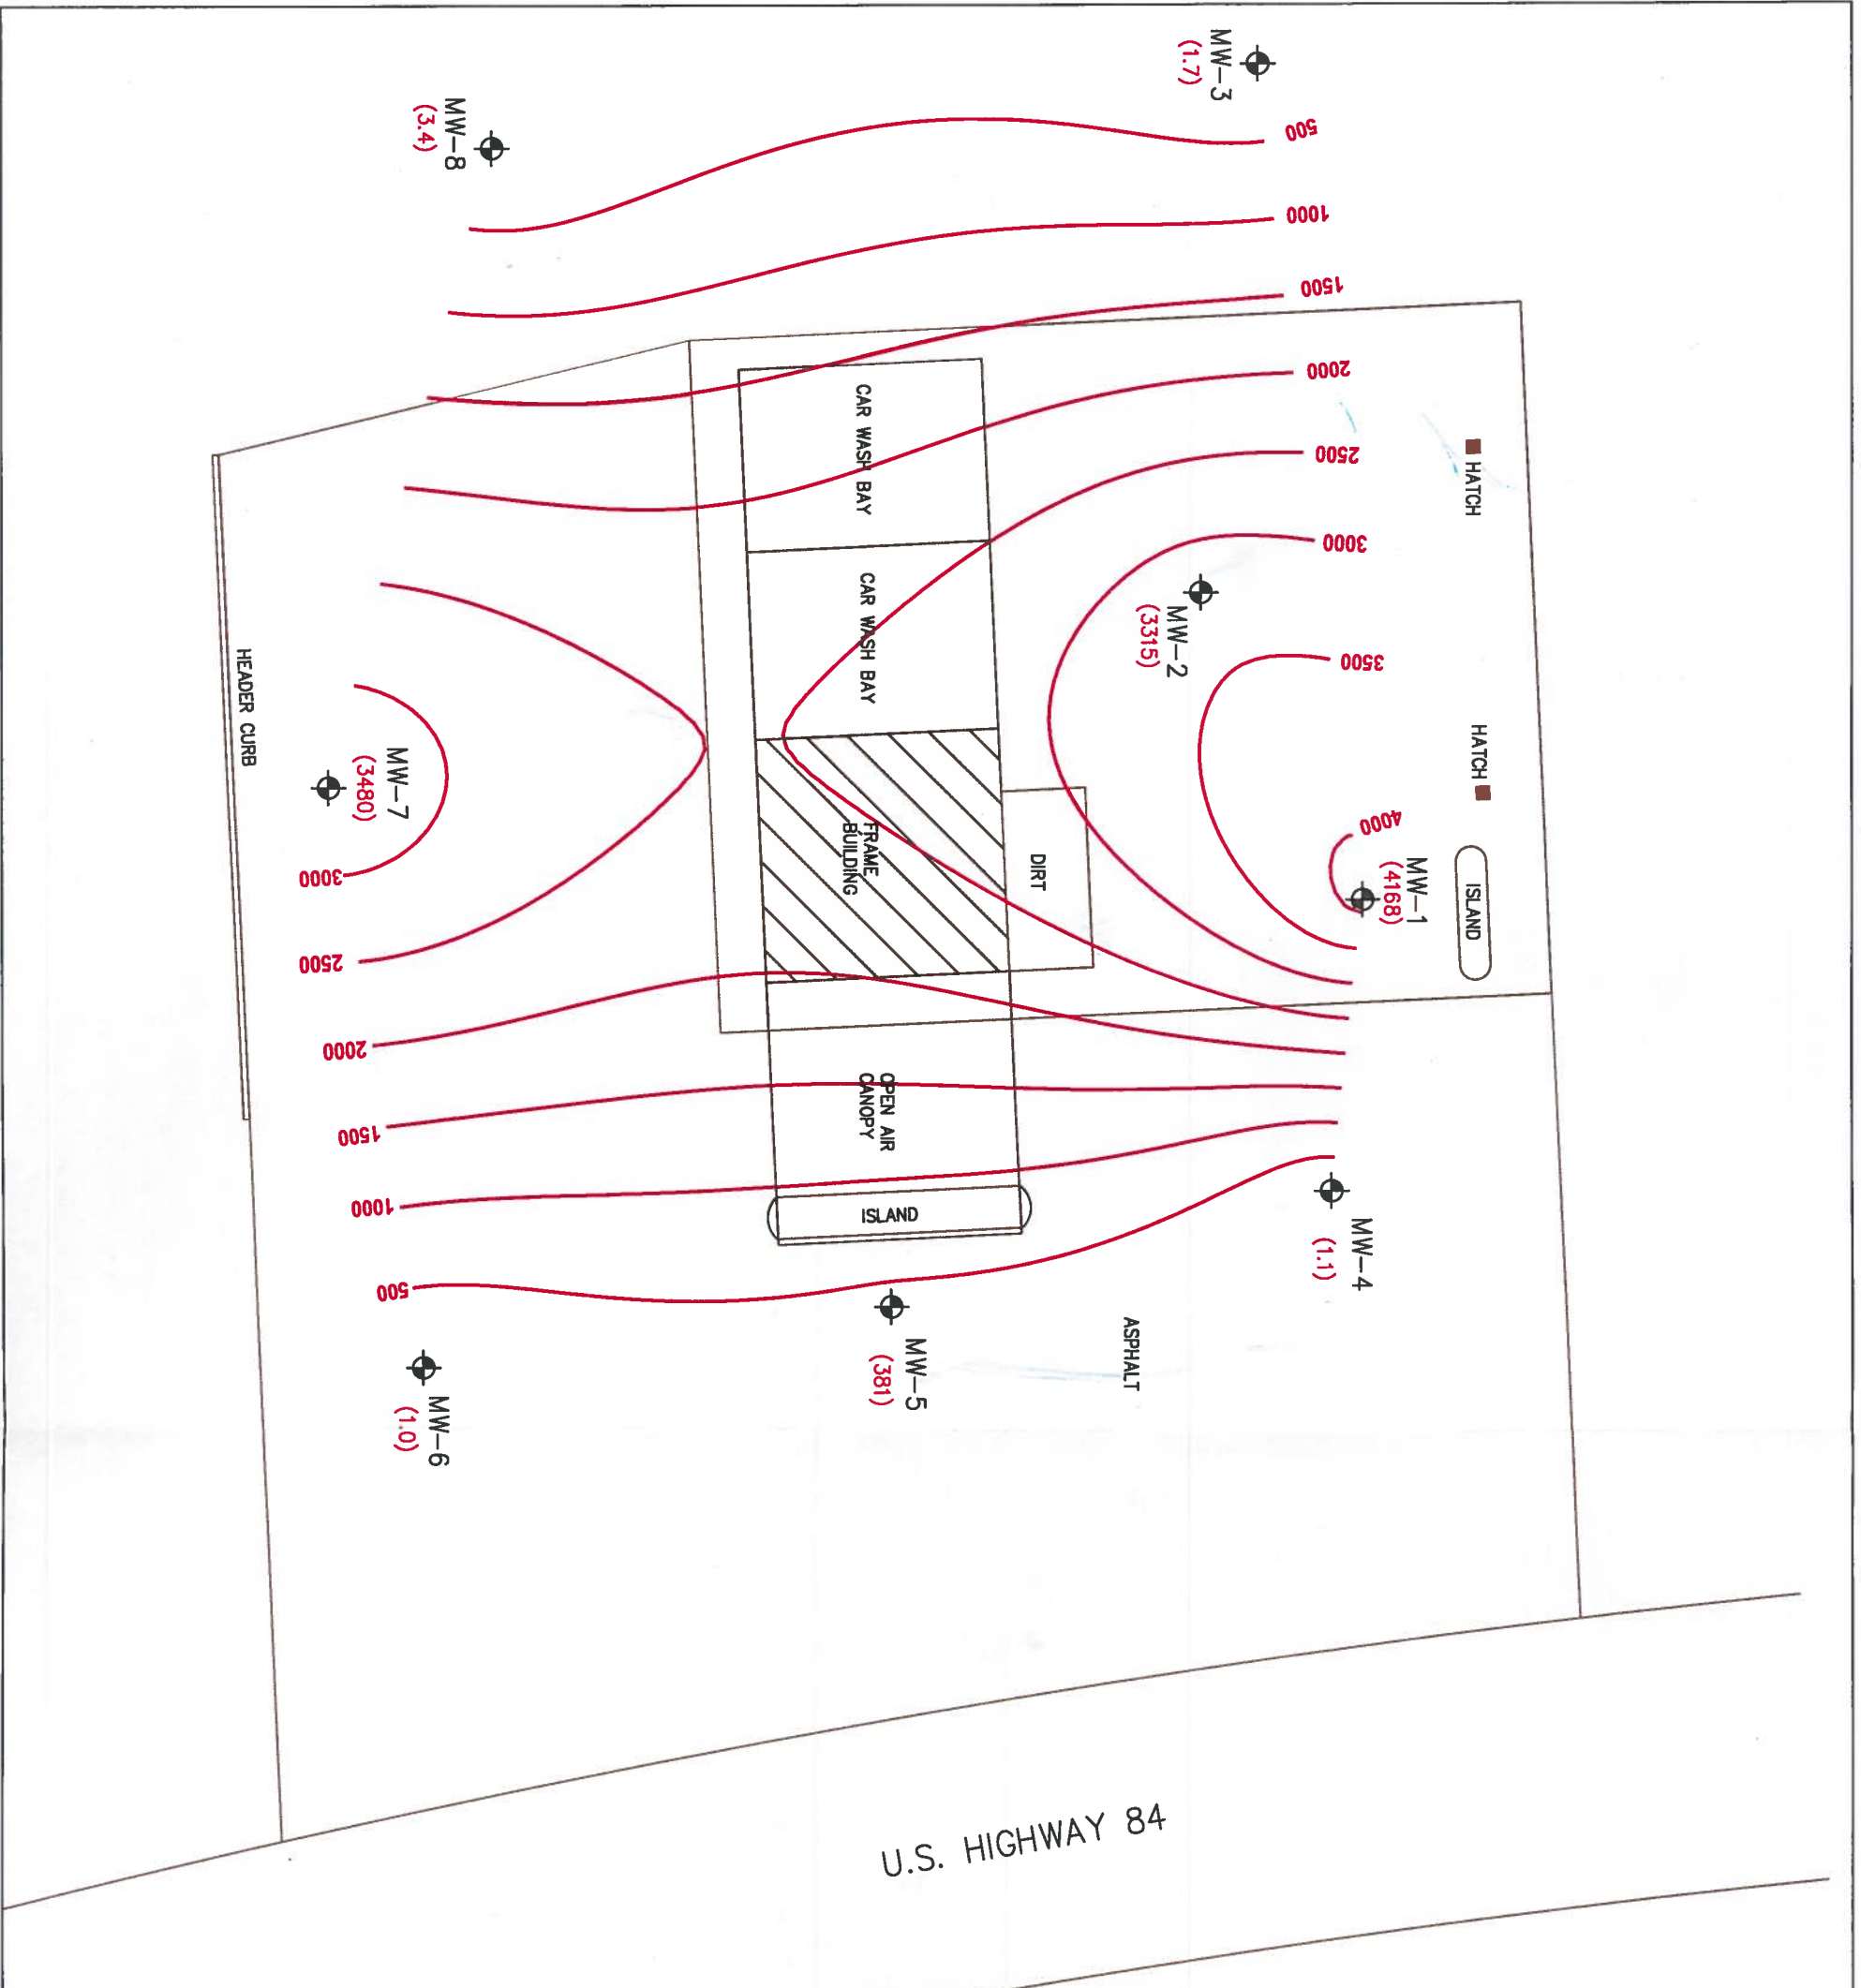 MW-3
(1.7)
MW-8
(3.4)
500
1000
1500
2000
2500
3000
3500
4000
HATCH
HATCH
MW-2
(3315)
MW-1
(4168)
ISLAND
CAR WASH BAY
CAR WASH BAY
FRAME
BUILDING
DIRT
HEADER CURB
MW-7
(3480)
3000
2500
2000
1500
1000
500
OPEN AIR
CANOPY
ISLAND
MW-4
(1.1)
MW-5
(381)
MW-6
(1.0)
ASPHALT
U.S. HIGHWAY 84